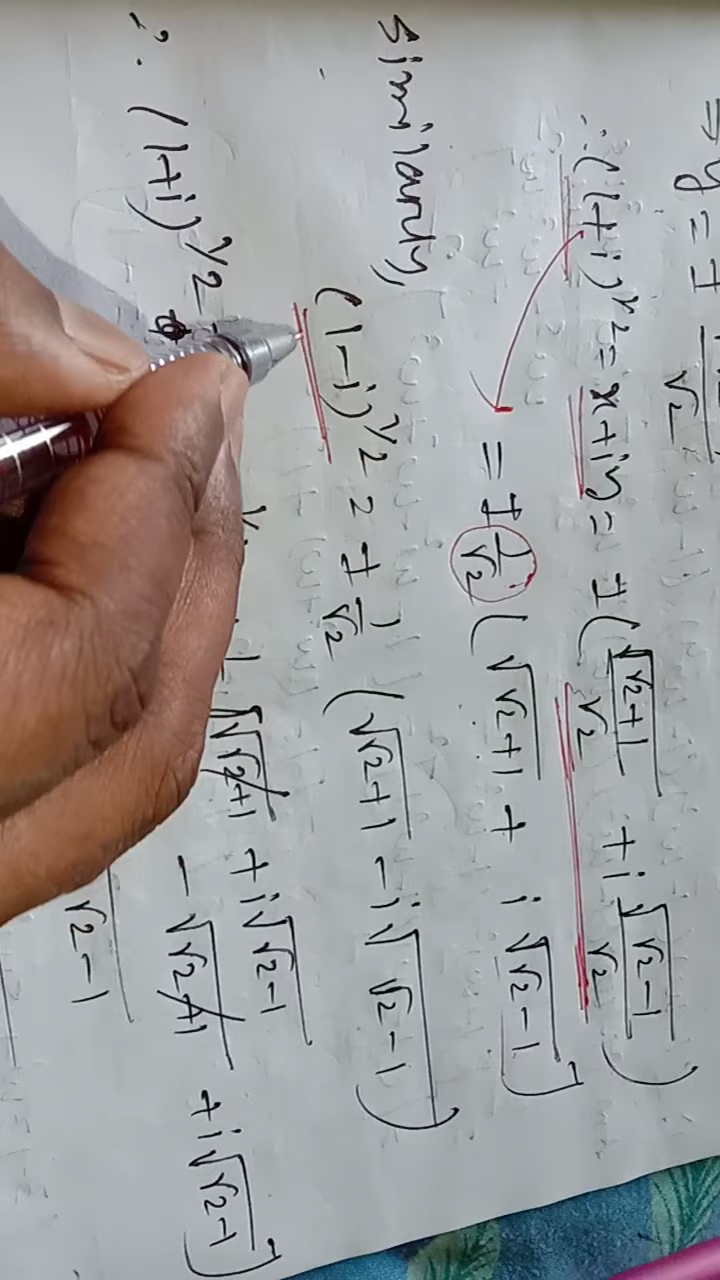 ⇒ y = ±
√2
∴ (1+i)^1/2 = x+iy = ±(√(√2+1)/√2 + i√(√2-1)/√2)
= ±1/√2 (√(√2+1) + i√(√2-1)]
Similarly,
(1-i)^1/2 = ±1/√2 (√(√2+1) - i√(√2-1))
∴ (1+i)^1/2 -
√(√2+1) + i√(√2-1)
-√(√2+1) + i√(√2-1)]
√2-1